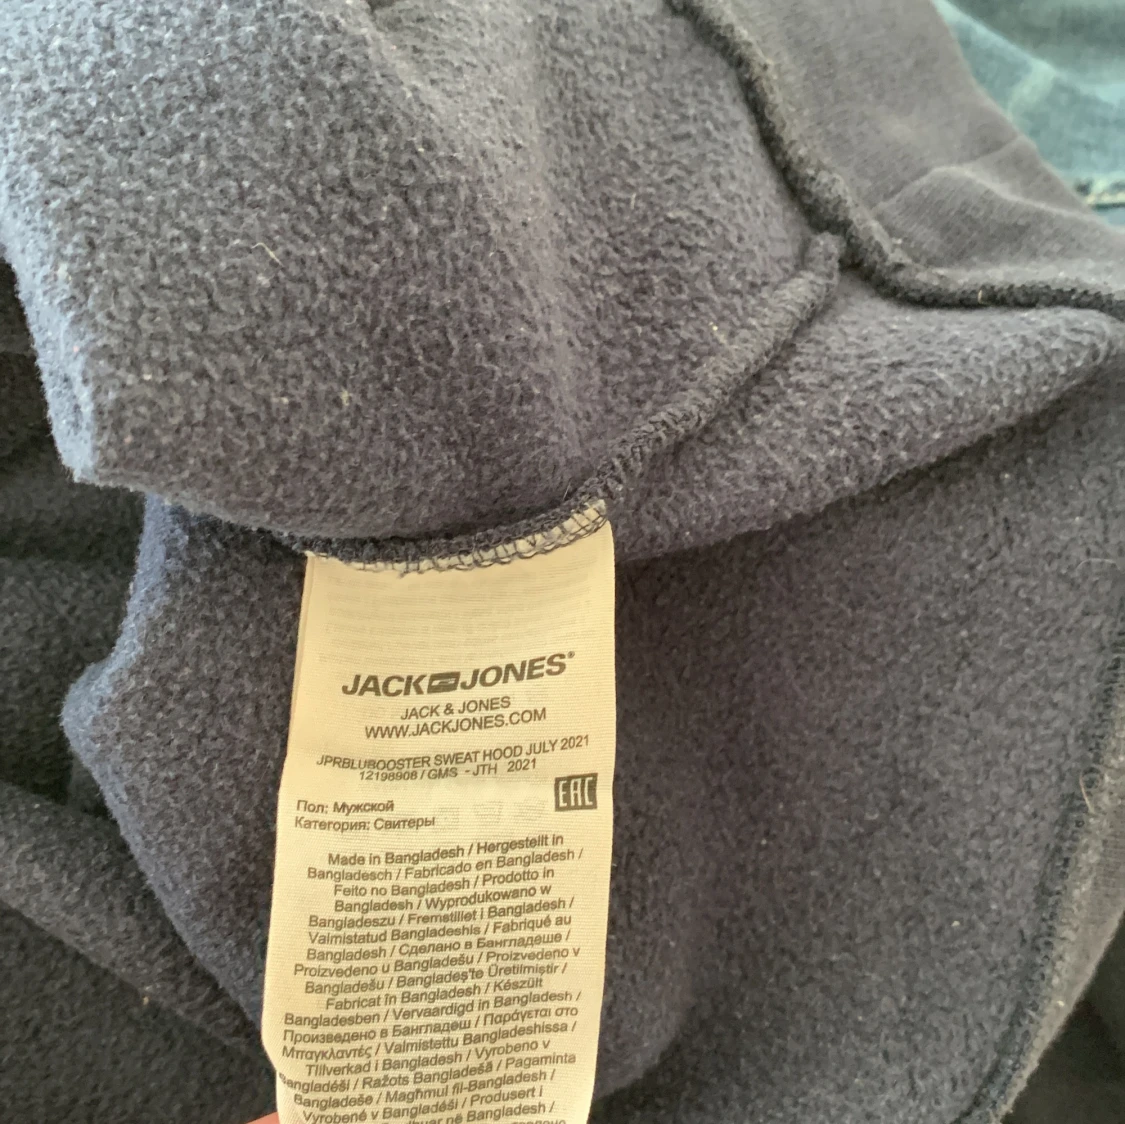 JACK JONES®
JACK & JONES
WWW.JACKJONES.COM
JPRBLUBOOSTER SWEAT HOOD JULY 2021
12198908 / GMS - JTH 2021
EAC
Пол: Мужской
Категория: Свитеры
Made in Bangladesh / Hergestellt in
Bangladesch / Fabricado en Bangladesh /
Feito no Bangladesh / Prodotto in
Bangladesh / Wyprodukowano w
Bangladeszu / Fremstillet i Bangladesh /
Valmistatud Bangladeshis / Fabriqué au
Bangladesh / Сделано в Бангладеше /
Proizvedeno u Bangladešu / Proizvedeno v
Bangladešu / Bangladeş'te Üretilmiştir /
Fabricat în Bangladesh / Készült
Bangladesben / Vervaardigd in Bangladesh /
Произведено в Бангладеш / Παράγεται στο
Μπαγκλαντές / Valmistettu Bangladeshissa /
Tillverkad i Bangladesh / Vyrobeno v
Bangladéši / Ražots Bangladešā / Pagaminta
Bangladeše / Magħmul fil-Bangladesh /
Vyrobené v Bangladéši / Produsert i
në Bangladesh /